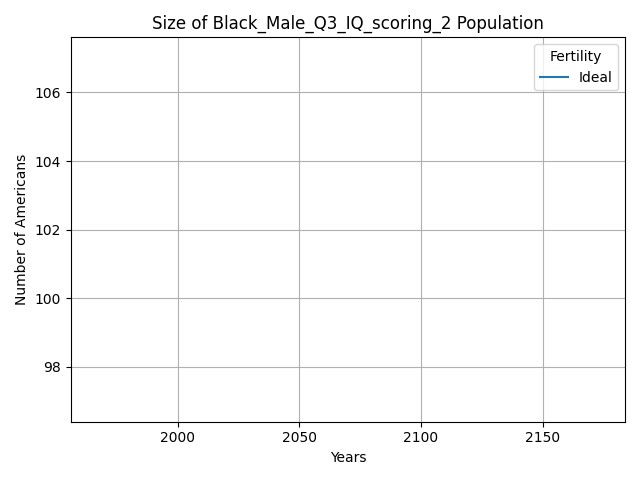 Size of Black_Male_Q3_IQ_scoring_2 Population
Fertility
Ideal
Number of Americans
106
104
102
100
98
2000 2050 2100 2150
Years